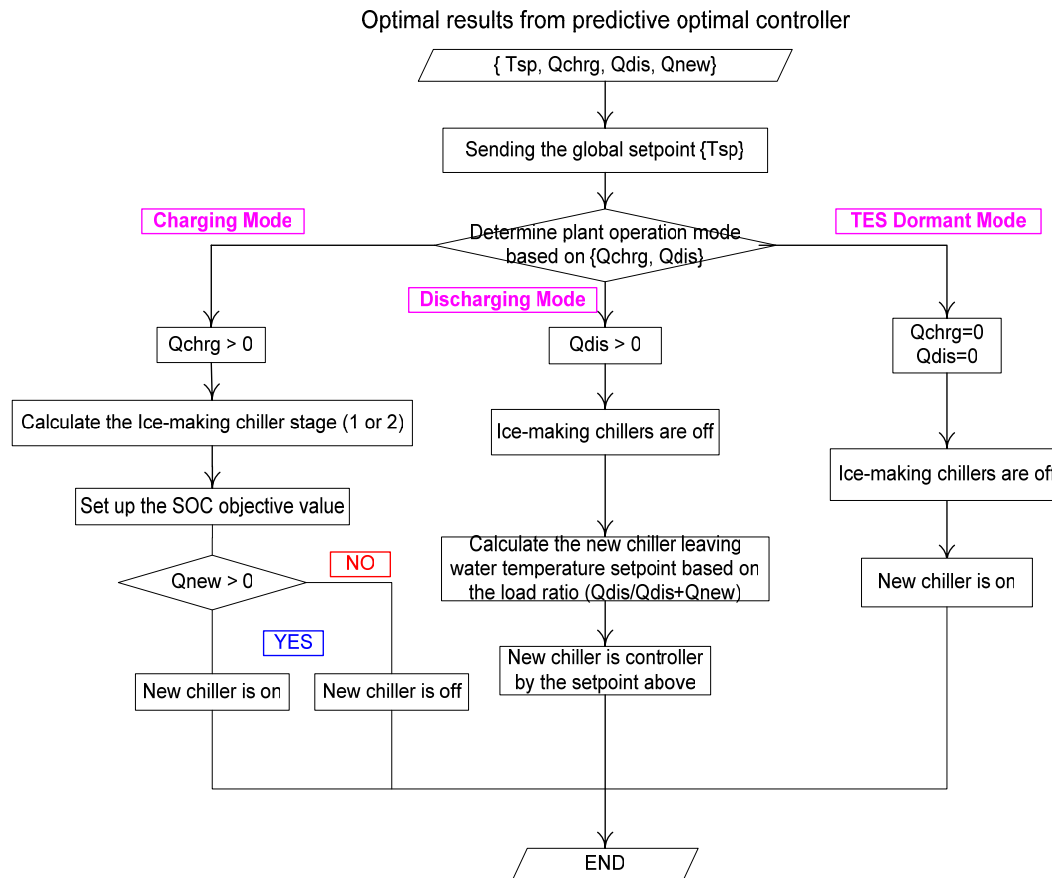 Optimal results from predictive optimal controller
{ Tsp, Qchrg, Qdis, Qnew}
Sending the global setpoint {Tsp}
Charging Mode
TES Dormant Mode
Determine plant operation mode
based on {Qchrg, Qdis}
Discharging Mode
Qchrg > 0
Qdis > 0
Qchrg=0
Qdis=0
Calculate the Ice-making chiller stage (1 or 2)
Ice-making chillers are off
Ice-making chillers are off
Set up the SOC objective value
Calculate the new chiller leaving
water temperature setpoint based on
the load ratio (Qdis/Qdis+Qnew)
NO
Qnew > 0
New chiller is on
YES
New chiller is controller
by the setpoint above
New chiller is on
New chiller is off
END